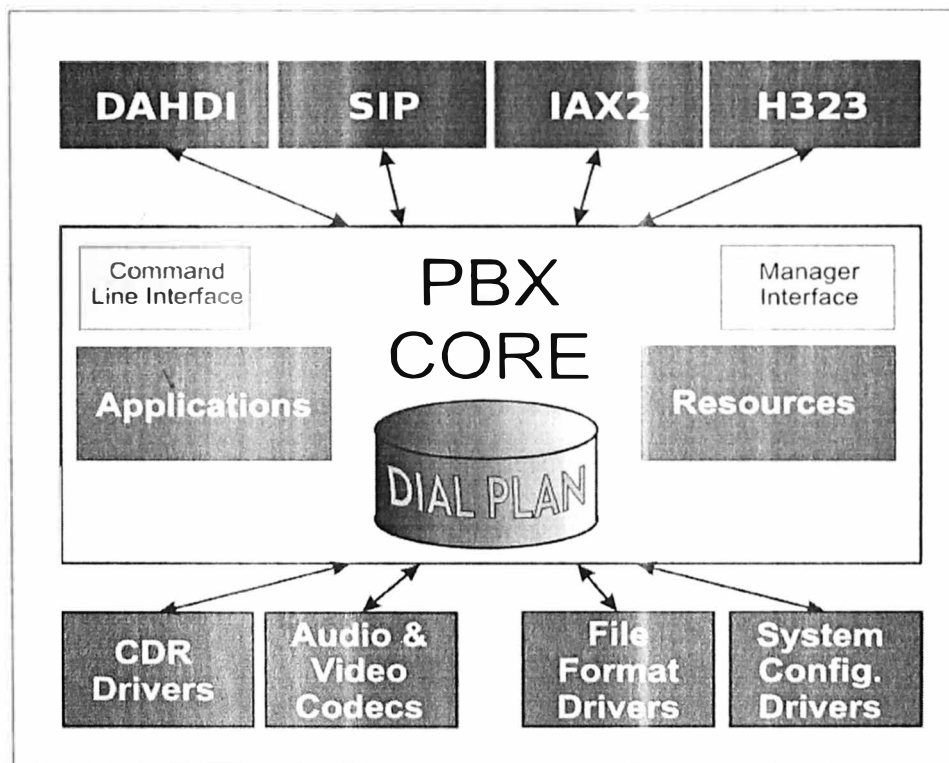 DAHDI
SIP
IAX2
H323
Command
Line Interface
PBX
CORE
Manager
Interface
Applications
Resources
DIAL PLAN
CDR
Drivers
Audio &
Video
Codecs
File
Format
Drivers
System
Config.
Drivers